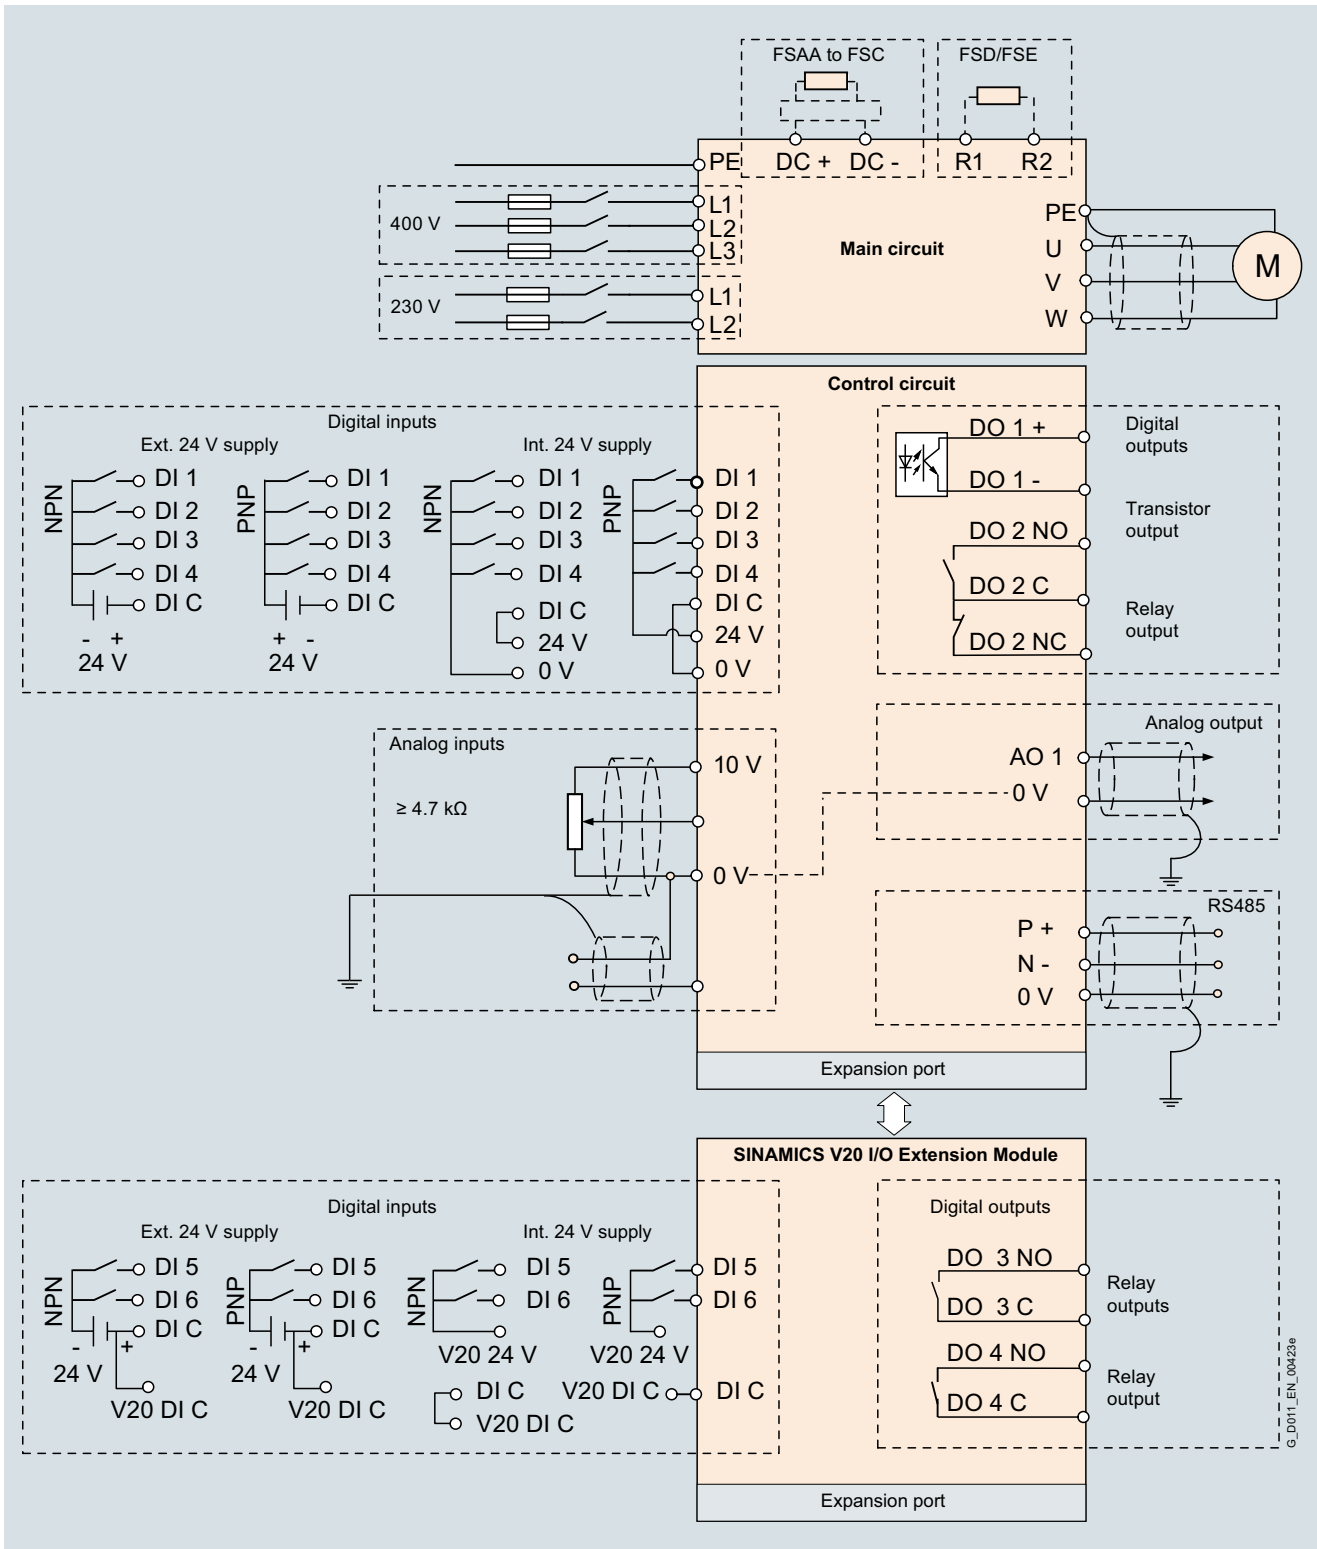 FSAA to FSC
FSD/FSE
PE
DC +
DC -
R1
R2
400 V
L1
L2
L3
230 V
L1
L2
Main circuit
PE
U
V
W
M
Control circuit
Digital inputs
Ext. 24 V supply
Int. 24 V supply
NPN
DI 1
DI 2
DI 3
DI 4
DI C
- +
24 V
PNP
DI 1
DI 2
DI 3
DI 4
DI C
+ -
24 V
NPN
DI 1
DI 2
DI 3
DI 4
DI C
24 V
0 V
PNP
DI 1
DI 2
DI 3
DI 4
DI C
24 V
0 V
DO 1 +
DO 1 -
DO 2 NO
DO 2 C
DO 2 NC
Digital
outputs
Transistor
output
Relay
output
Analog inputs
≥ 4.7 kΩ
10 V
0 V
Analog output
AO 1
0 V
RS485
P +
N -
0 V
Expansion port
SINAMICS V20 I/O Extension Module
Digital inputs
Ext. 24 V supply
Int. 24 V supply
NPN
DI 5
DI 6
DI C
- +
24 V
V20 DI C
PNP
DI 5
DI 6
DI C
- +
24 V
V20 DI C
NPN
DI 5
DI 6
V20 24 V
DI C
V20 DI C
PNP
DI 5
DI 6
V20 24 V
V20 DI C
DI C
Digital outputs
DO 3 NO
DO 3 C
Relay
outputs
DO 4 NO
DO 4 C
Relay
output
Expansion port
G_D011_EN_00423e